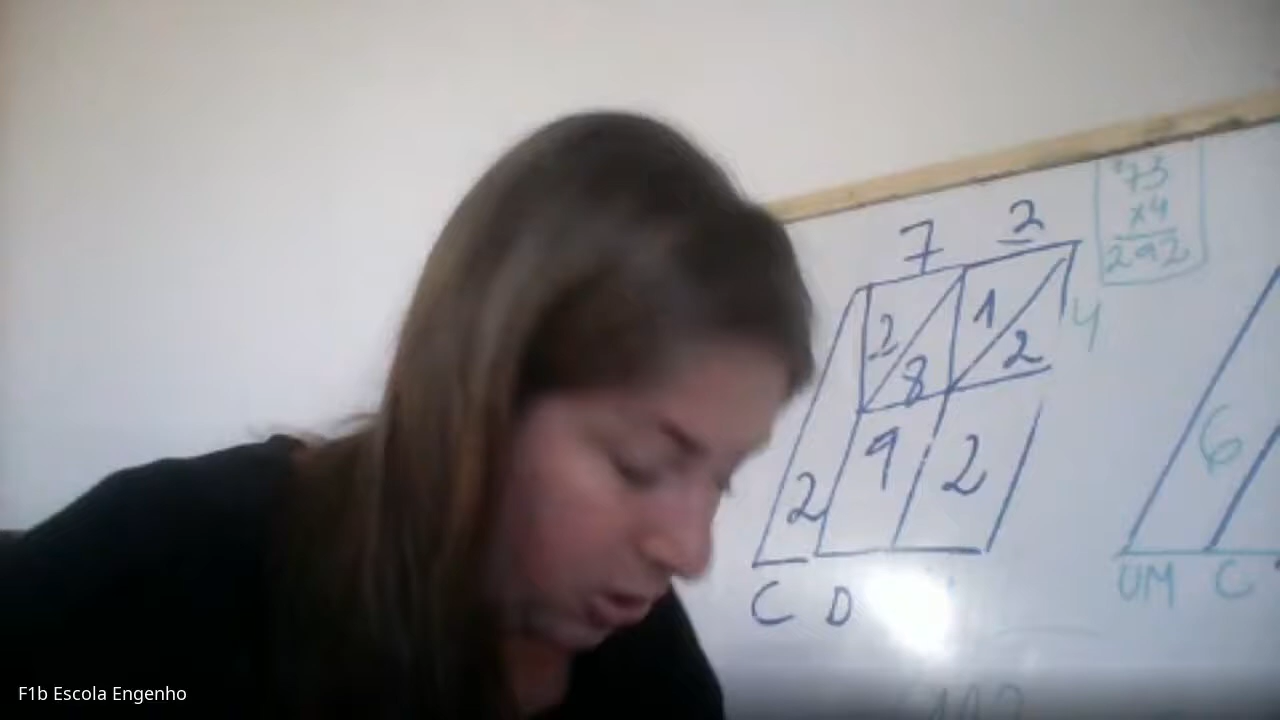 7 2
4
2 8 1 2
2 9 2
C D
73
x4
292
6
UM C
F1b Escola Engenho